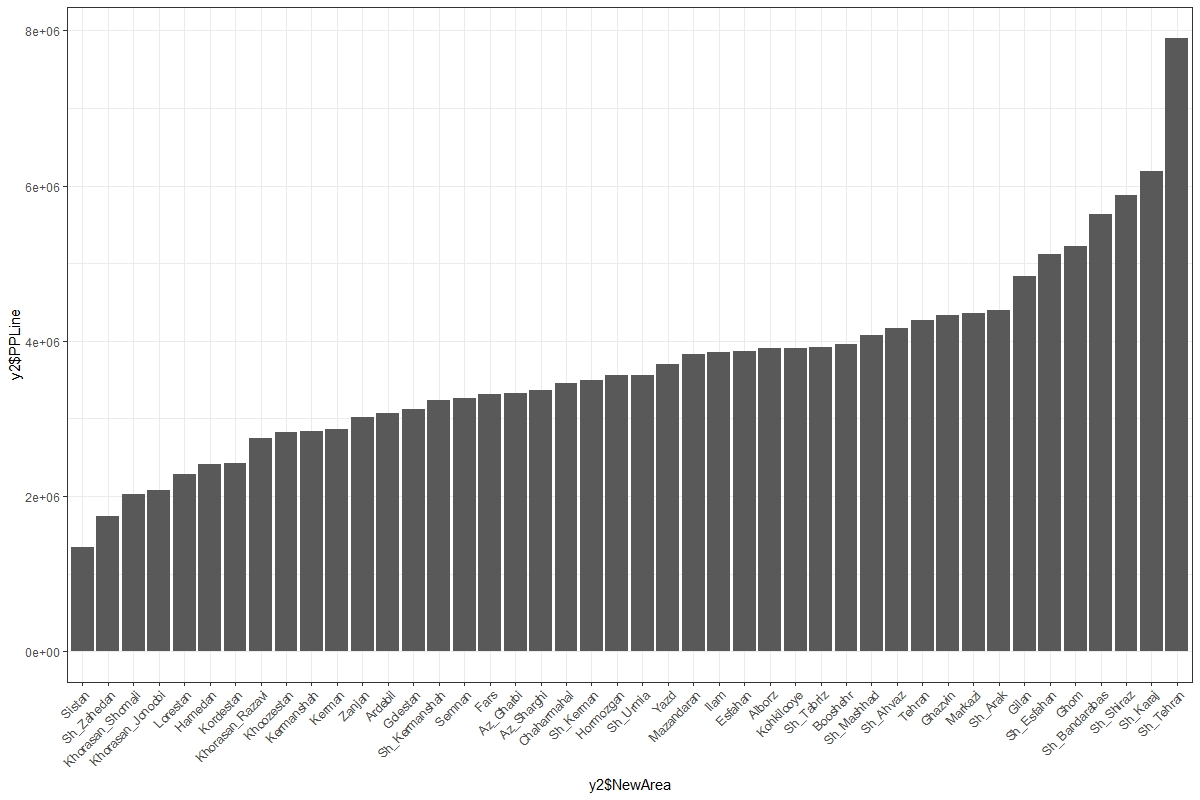 8e+06
6e+06
4e+06
2e+06
0e+00
y2$PPLine
Sistan
Sh_Zahedan
Khorasan_Shomali
Khorasan_Jonoobi
Lorestan
Hamedan
Kordestan
Khorasan_Razavi
Khoozestan
Kermanshah
Kerman
Zanjan
Ardebil
Golestan
Sh_Kermanshah
Semnan
Fars
Az_Gharbi
Az_Sharghi
Chaharmahal
Sh_Kerman
Hormozgan
Sh_Urmia
Yazd
Mazandaran
Ilam
Esfahan
Alborz
Kohkilooye
Sh_Tabriz
Booshehr
Sh_Mashhad
Sh_Ahvaz
Tehran
Ghazvin
Markazi
Sh_Arak
Gilan
Sh_Esfahan
Ghom
Sh_Bandarabas
Sh_Shiraz
Sh_Karaj
Sh_Tehran
y2$NewArea